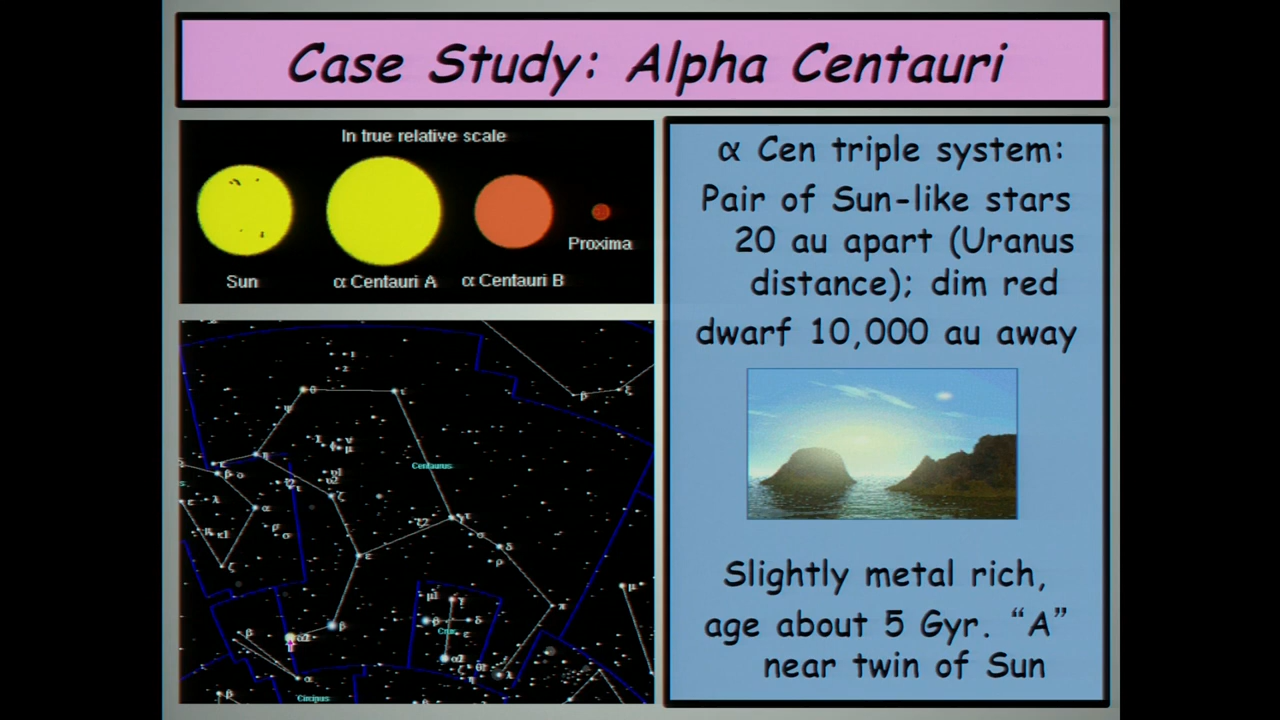 Case Study: Alpha Centauri
In true relative scale
Proxima
Sun
α Centauri A
α Centauri B
α Cen triple system:
Pair of Sun-like stars
20 au apart (Uranus
distance); dim red
dwarf 10,000 au away
Slightly metal rich,
age about 5 Gyr. “A”
near twin of Sun
Centaurus
Crux
Circinus